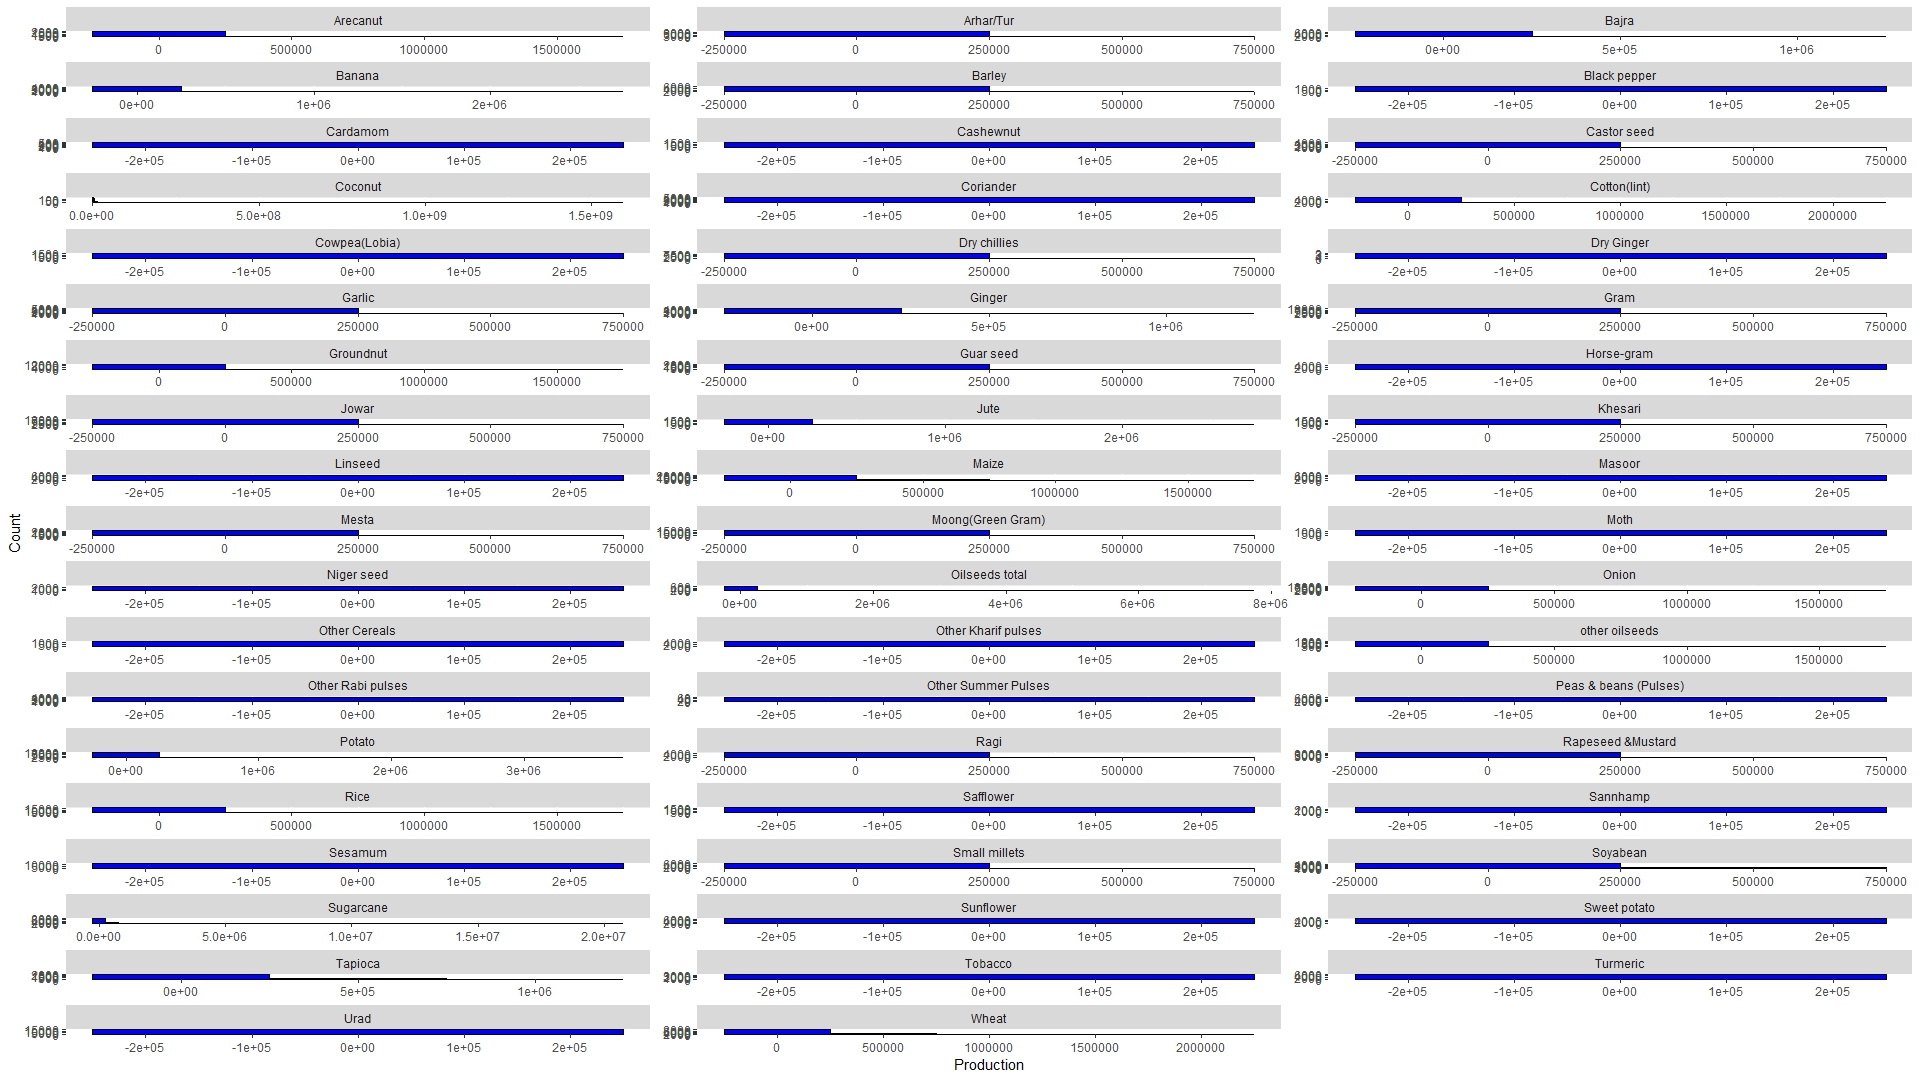 Arecanut Arhar/Tur Bajra
0 500000 1000000 1500000 -250000 0 250000 500000 750000 0e+00 5e+05 1e+06
Banana Barley Black pepper
0e+00 1e+06 2e+06 -250000 0 250000 500000 750000 -2e+05 -1e+05 0e+00 1e+05 2e+05
Cardamom Cashewnut Castor seed
-2e+05 -1e+05 0e+00 1e+05 2e+05 -2e+05 -1e+05 0e+00 1e+05 2e+05 -250000 0 250000 500000 750000
Coconut Coriander Cotton(lint)
0.0e+00 5.0e+08 1.0e+09 1.5e+09 -2e+05 -1e+05 0e+00 1e+05 2e+05 0 500000 1000000 1500000 2000000
Cowpea(Lobia) Dry chillies Dry Ginger
-2e+05 -1e+05 0e+00 1e+05 2e+05 -250000 0 250000 500000 750000 -2e+05 -1e+05 0e+00 1e+05 2e+05
Garlic Ginger Gram
-250000 0 250000 500000 750000 0e+00 5e+05 1e+06 -250000 0 250000 500000 750000
Groundnut Guar seed Horse-gram
0 500000 1000000 1500000 -250000 0 250000 500000 750000 -2e+05 -1e+05 0e+00 1e+05 2e+05
Jowar Jute Khesari
-250000 0 250000 500000 750000 0e+00 1e+06 2e+06 -250000 0 250000 500000 750000
Linseed Maize Masoor
-2e+05 -1e+05 0e+00 1e+05 2e+05 0 500000 1000000 1500000 -2e+05 -1e+05 0e+00 1e+05 2e+05
Count
Mesta Moong(Green Gram) Moth
-250000 0 250000 500000 750000 -250000 0 250000 500000 750000 -2e+05 -1e+05 0e+00 1e+05 2e+05
Niger seed Oilseeds total Onion
-2e+05 -1e+05 0e+00 1e+05 2e+05 0e+00 2e+06 4e+06 6e+06 8e+06 0 500000 1000000 1500000
Other Cereals Other Kharif pulses other oilseeds
-2e+05 -1e+05 0e+00 1e+05 2e+05 -2e+05 -1e+05 0e+00 1e+05 2e+05 0 500000 1000000 1500000
Other Rabi pulses Other Summer Pulses Peas & beans (Pulses)
-2e+05 -1e+05 0e+00 1e+05 2e+05 -2e+05 -1e+05 0e+00 1e+05 2e+05 -2e+05 -1e+05 0e+00 1e+05 2e+05
Potato Ragi Rapeseed &Mustard
0e+00 1e+06 2e+06 3e+06 -250000 0 250000 500000 750000 -250000 0 250000 500000 750000
Rice Safflower Sannhamp
0 500000 1000000 1500000 -2e+05 -1e+05 0e+00 1e+05 2e+05 -2e+05 -1e+05 0e+00 1e+05 2e+05
Sesamum Small millets Soyabean
-2e+05 -1e+05 0e+00 1e+05 2e+05 -250000 0 250000 500000 750000 -250000 0 250000 500000 750000
Sugarcane Sunflower Sweet potato
0.0e+00 5.0e+06 1.0e+07 1.5e+07 2.0e+07 -2e+05 -1e+05 0e+00 1e+05 2e+05 -2e+05 -1e+05 0e+00 1e+05 2e+05
Tapioca Tobacco Turmeric
0e+00 5e+05 1e+06 -2e+05 -1e+05 0e+00 1e+05 2e+05 -2e+05 -1e+05 0e+00 1e+05 2e+05
Urad Wheat
-2e+05 -1e+05 0e+00 1e+05 2e+05 0 500000 1000000 1500000 2000000
Production